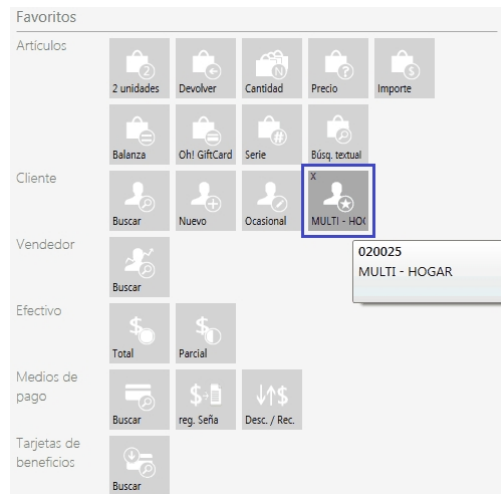 Favoritos
Artículos
2 unidades Devolver Cantidad Precio Importe
Balanza Oh! GiftCard Serie Búsq. textual
Cliente
X
Buscar Nuevo Ocasional MULTI - HO(
020025
MULTI - HOGAR
Vendedor
Buscar
Efectivo
Total Parcial
Medios de
pago
Buscar reg. Seña Desc. / Rec.
Tarjetas de
beneficios
Buscar